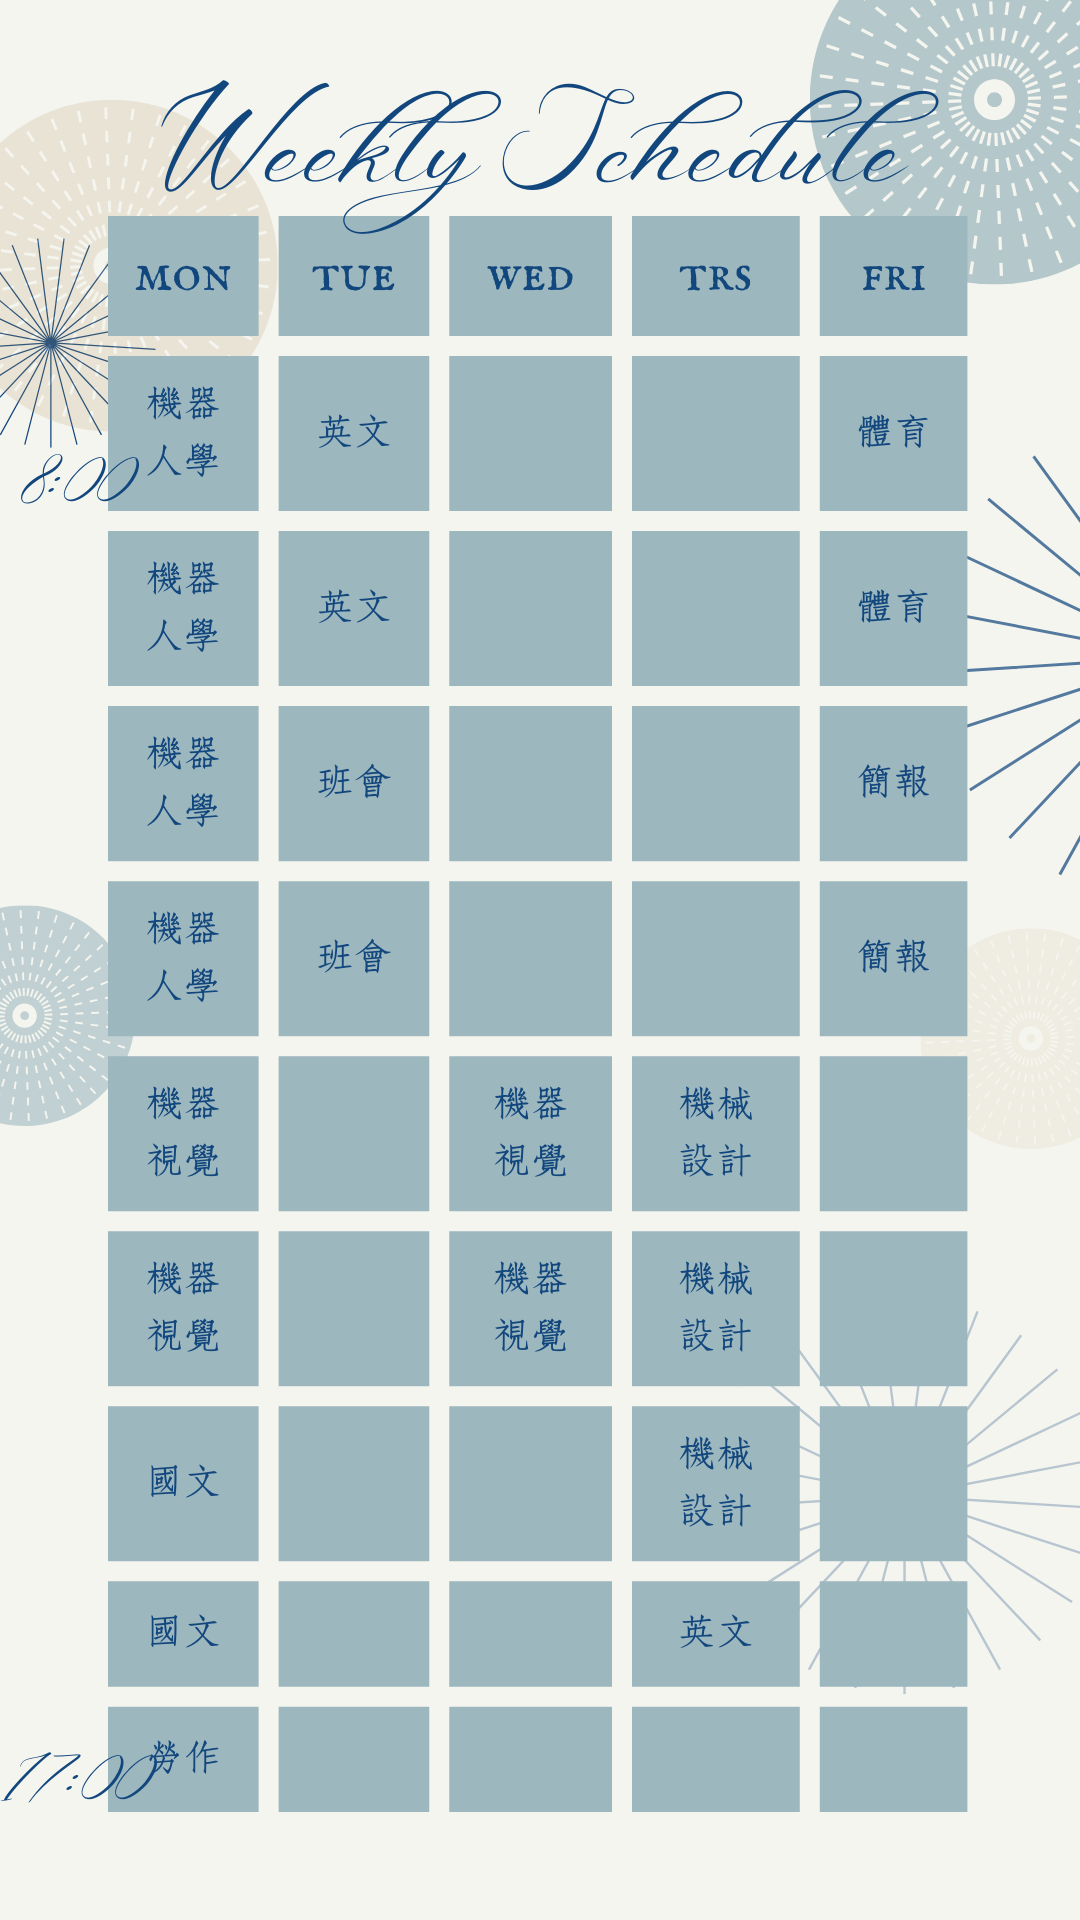 Weekly Schedule
MON TUE WED TRS FRI
機器
人學
英文
體育
8:00
機器
人學
英文
體育
機器
人學
班會
簡報
機器
人學
班會
簡報
機器
視覺
機器
視覺
機械
設計
機器
視覺
機器
視覺
機械
設計
國文
機械
設計
國文
英文
17:00
勞作